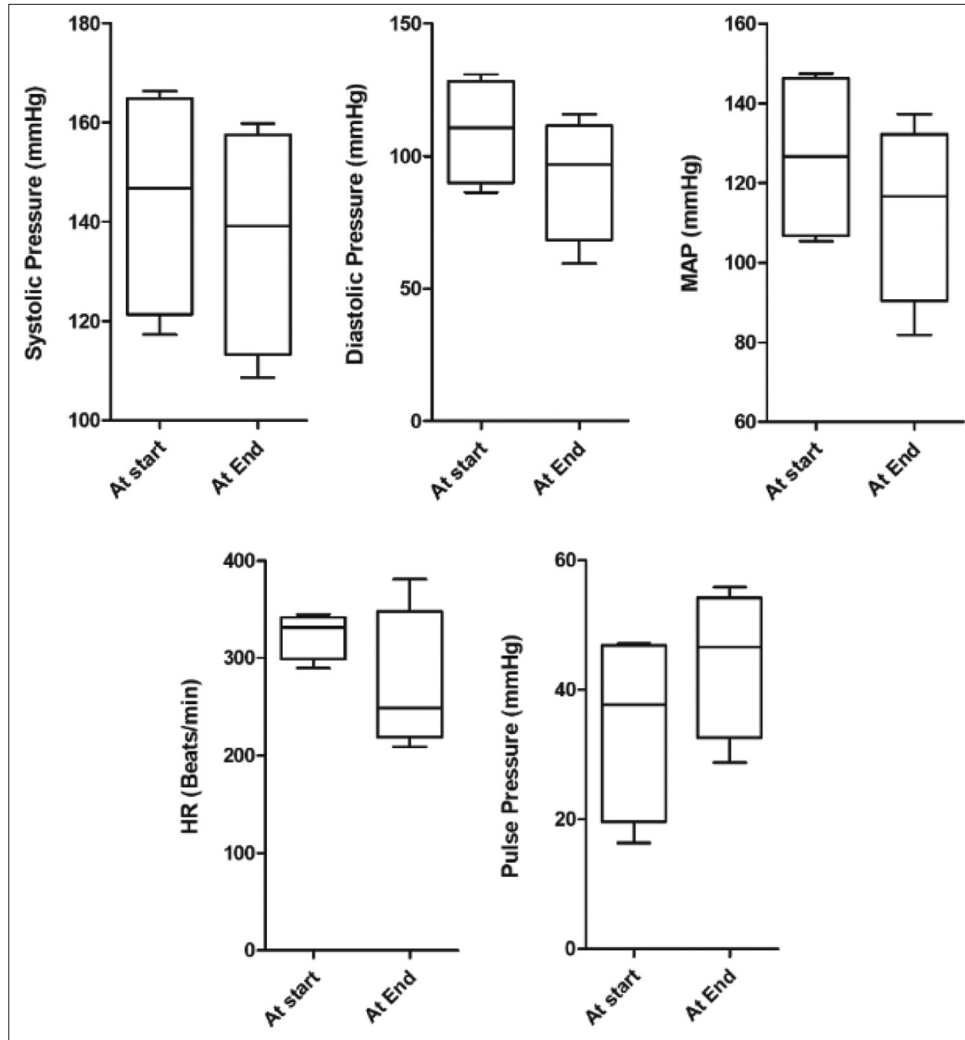 Systolic Pressure (mmHg)
180
160
140
120
100
At start
At End
Diastolic Pressure (mmHg)
150
100
50
0
At start
At End
MAP (mmHg)
160
140
120
100
80
60
At start
At End
HR (Beats/min)
400
300
200
100
0
At start
At End
Pulse Pressure (mmHg)
60
40
20
0
At start
At End